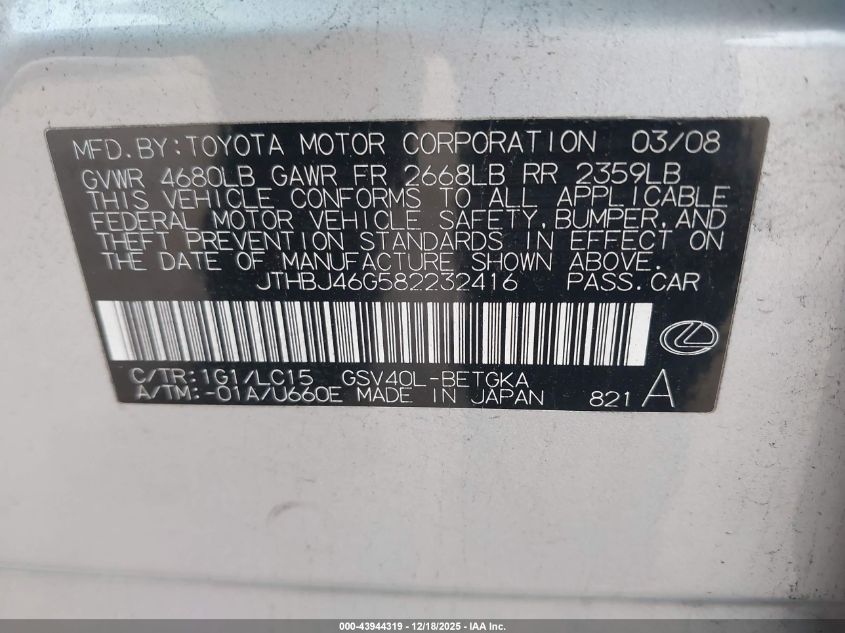 MFD.BY:TOYOTA MOTOR CORPORATION 03/08
GVWR 4680LB GAWR FR 2668LB RR 2359LB
THIS VEHICLE CONFORMS TO ALL APPLICABLE
FEDERAL MOTOR VEHICLE SAFETY,BUMPER,AND
THEFT PREVENTION STANDARDS IN EFFECT ON
THE DATE OF MANUFACTURE SHOWN ABOVE.
JTHBJ46G582232416 PASS.CAR
C/TR:1G1/LC15 GSV40L-BETGKA
A/TM:-01A/U660E MADE IN JAPAN 821 A
000-43944319 - 12/18/2025 - IAA Inc.